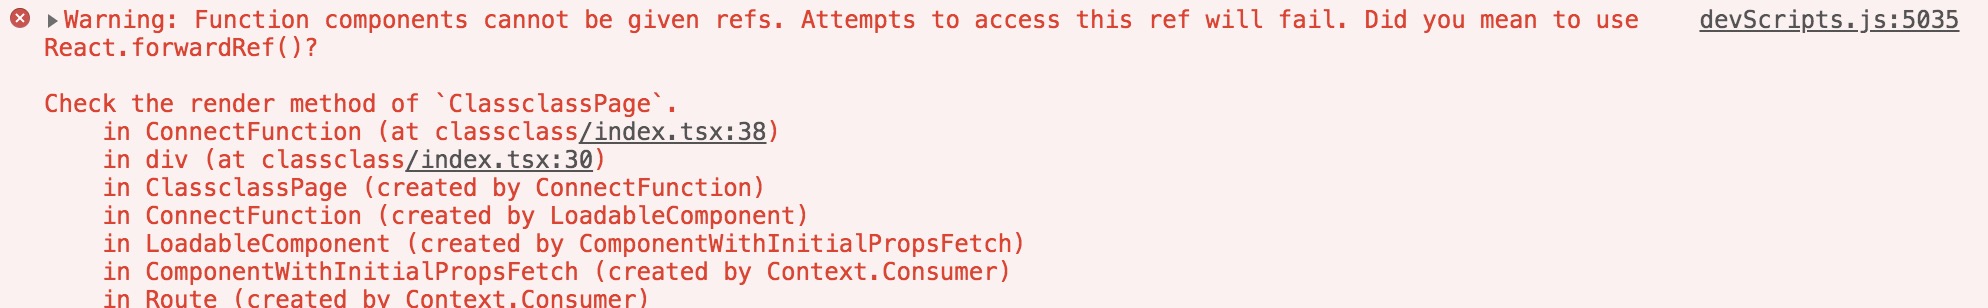 Warning: Function components cannot be given refs. Attempts to access this ref will fail. Did you mean to use devScripts.js:5035
React.forwardRef()?
Check the render method of `ClassclassPage`.
in ConnectFunction (at classclass/index.tsx:38)
in div (at classclass/index.tsx:30)
in ClassclassPage (created by ConnectFunction)
in ConnectFunction (created by LoadableComponent)
in LoadableComponent (created by ComponentWithInitialPropsFetch)
in ComponentWithInitialPropsFetch (created by Context.Consumer)
in Route (created by Context.Consumer)